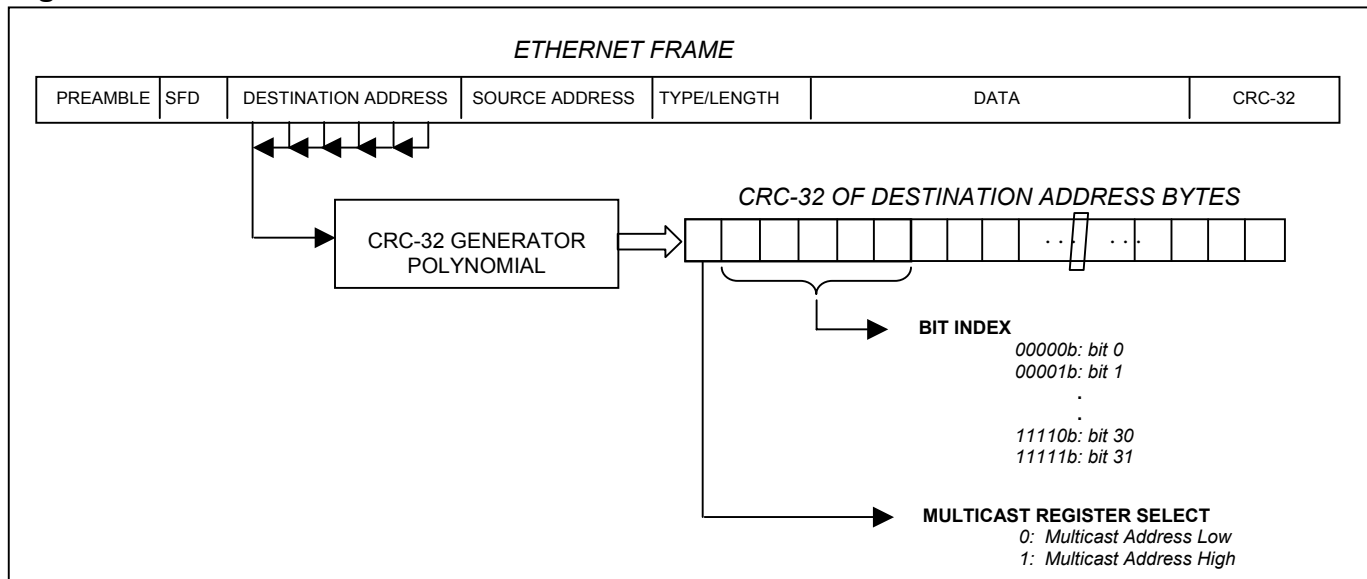 ETHERNET FRAME
PREAMBLE SFD DESTINATION ADDRESS SOURCE ADDRESS TYPE/LENGTH DATA CRC-32
CRC-32 OF DESTINATION ADDRESS BYTES
CRC-32 GENERATOR
POLYNOMIAL
. . . . . .
BIT INDEX
00000b: bit 0
00001b: bit 1
.
.
11110b: bit 30
11111b: bit 31
MULTICAST REGISTER SELECT
0: Multicast Address Low
1: Multicast Address High